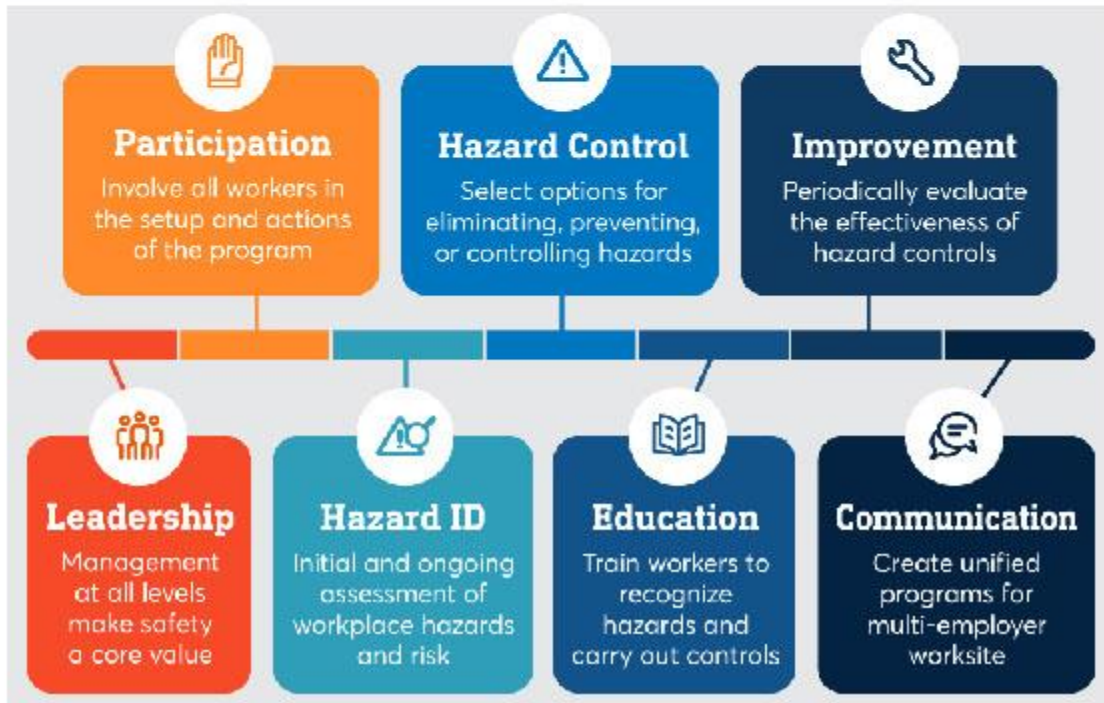 Participation
Involve all workers in
the setup and actions
of the program
Hazard Control
Select options for
eliminating, preventing,
or controlling hazards
Improvement
Periodically evaluate
the effectiveness of
hazard controls
Leadership
Management
at all levels
make safety
a core value
Hazard ID
Initial and ongoing
assessment of
workplace hazards
and risk
Education
Train workers to
recognize
hazards and
carry out controls
Communication
Create unified
programs for
multi-employer
worksite